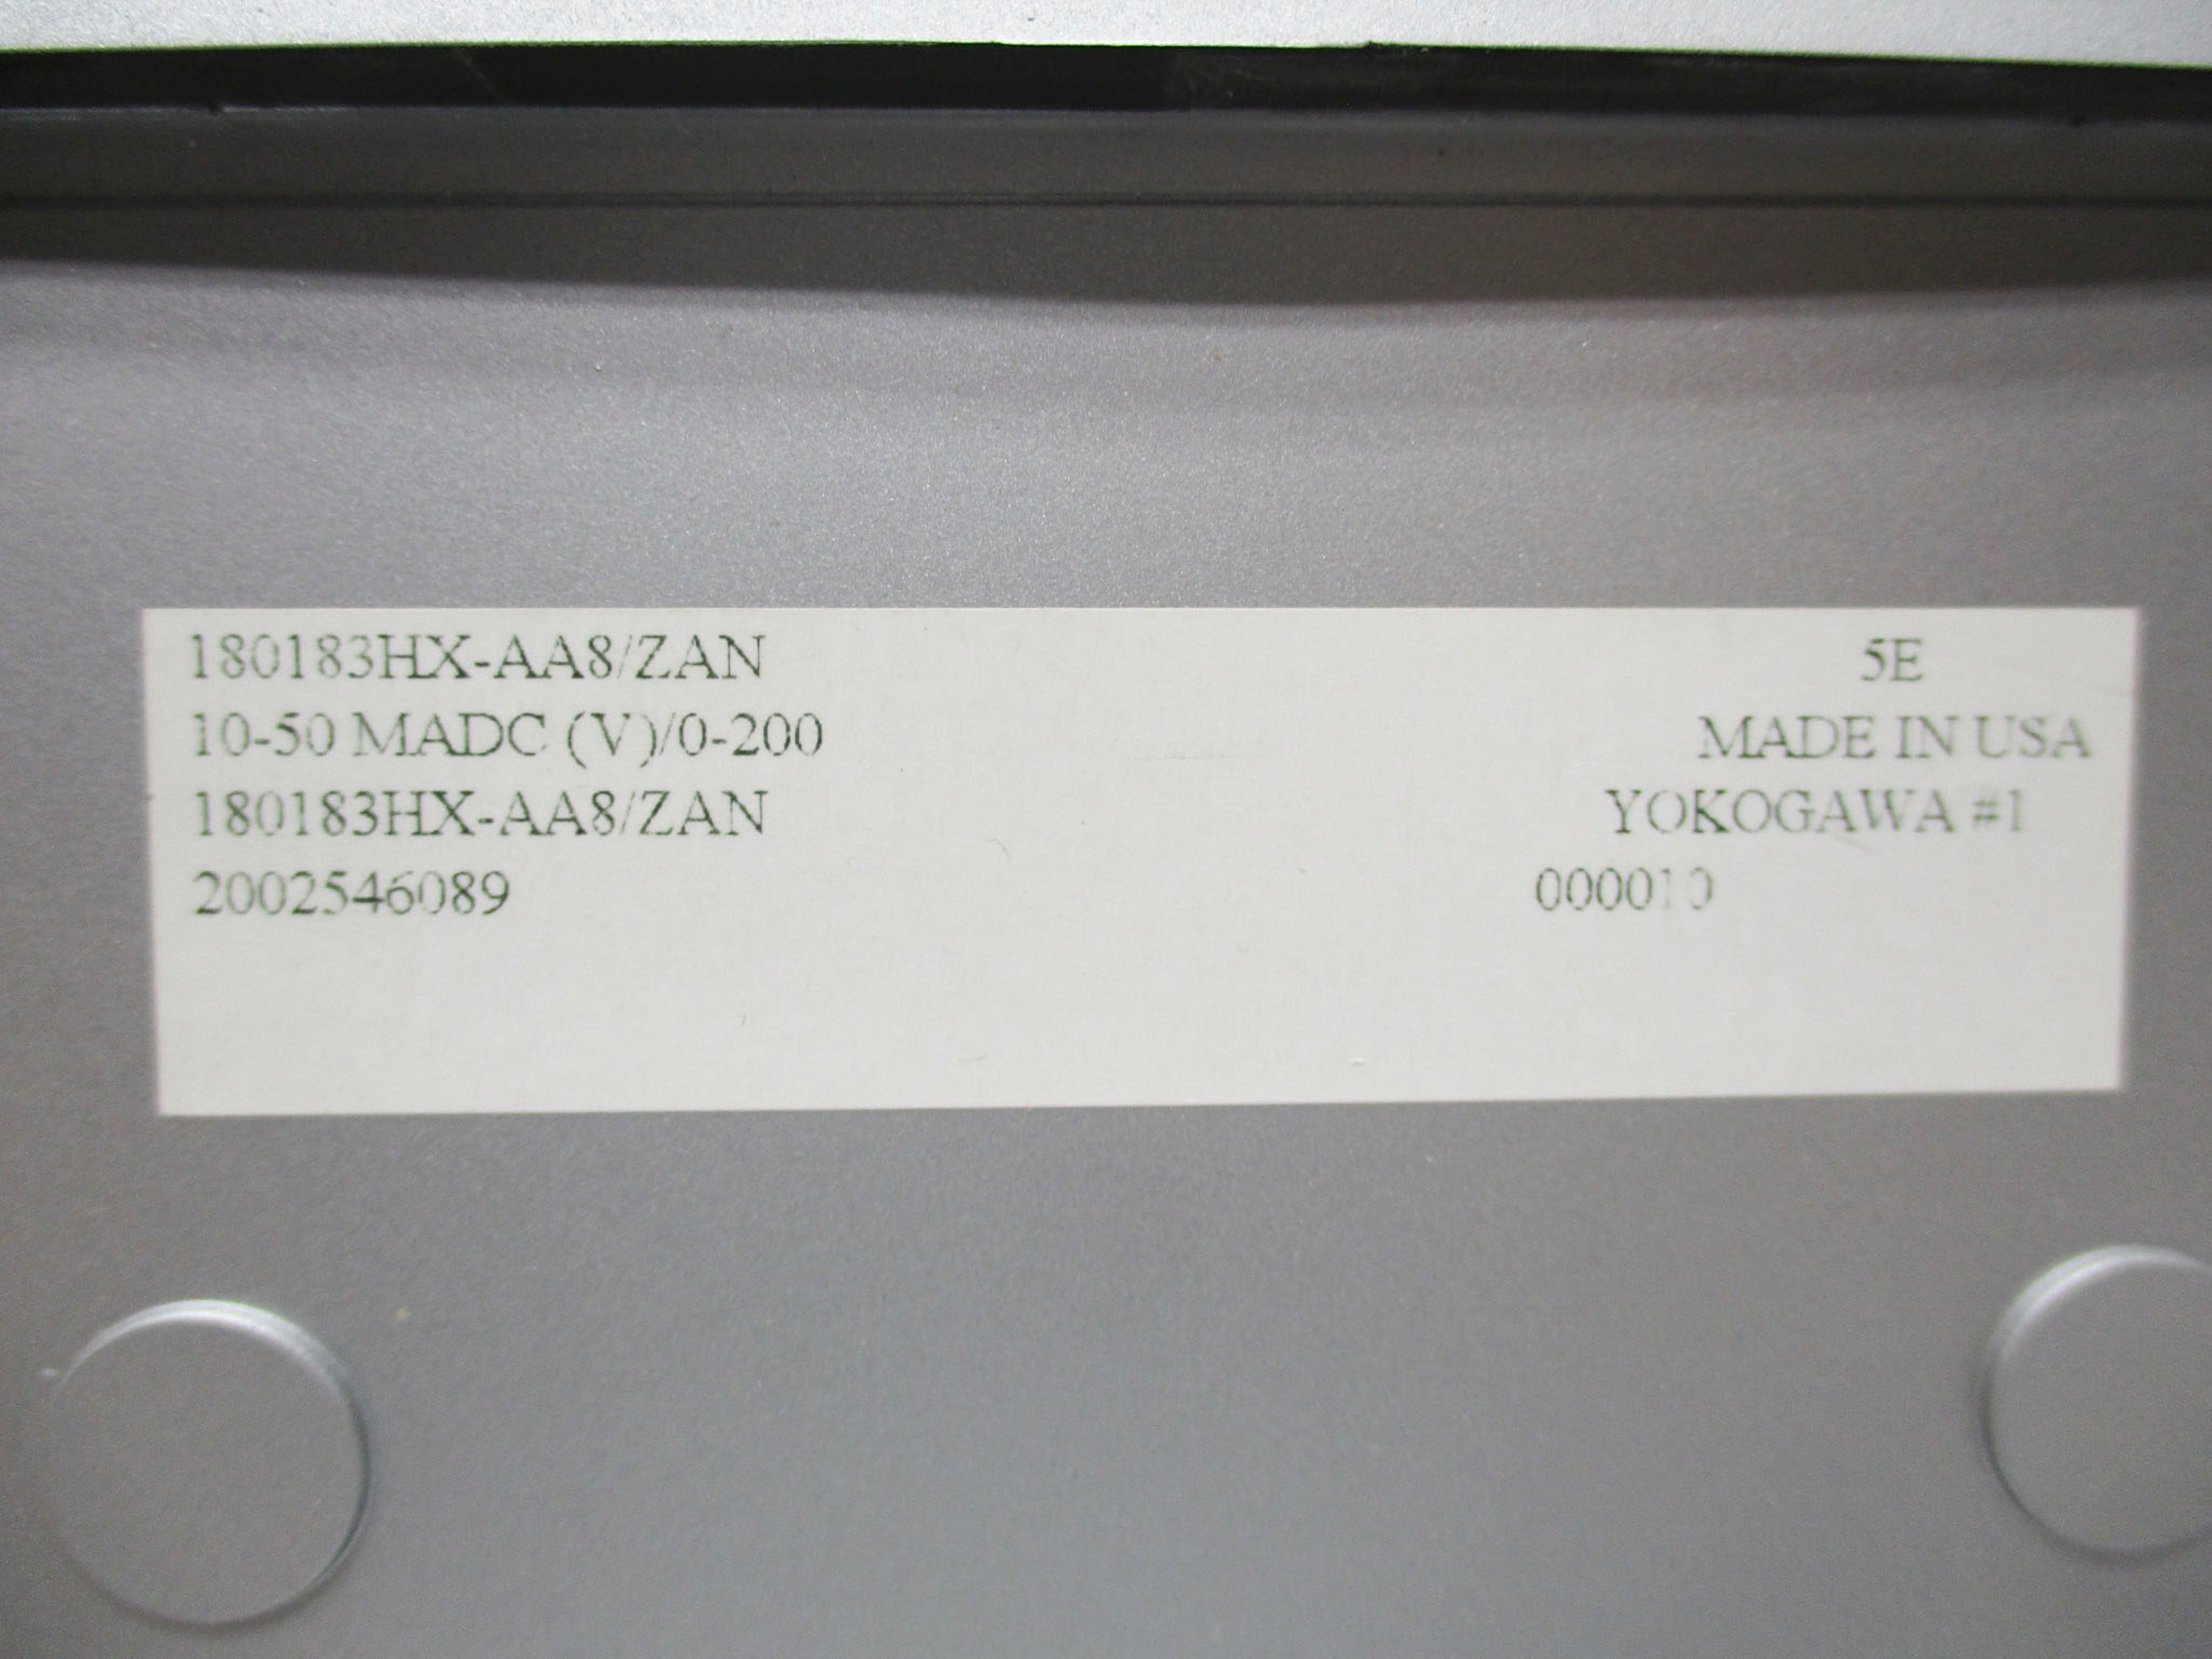 180183HX-AA8/ZAN 5E
10-50 MADC (V)/0-200 MADE IN USA
180183HX-AA8/ZAN YOKOGAWA #1
2002546089 000010